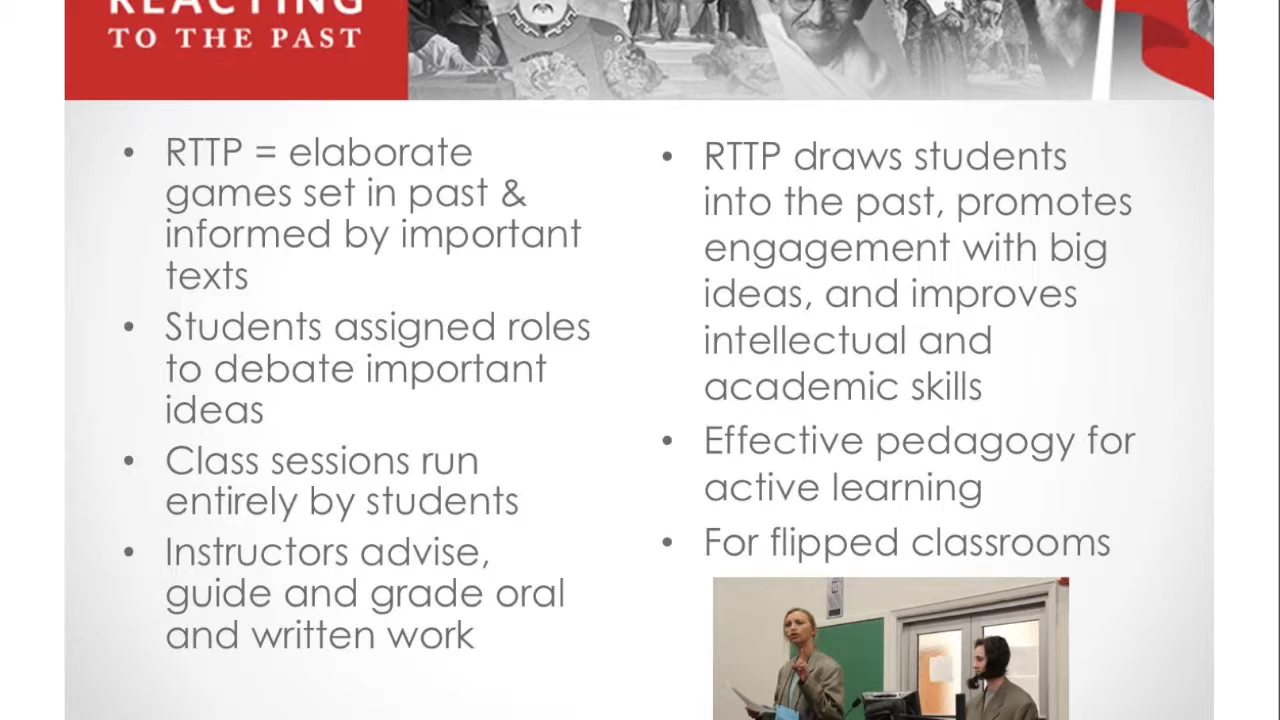 REACTING
TO THE PAST
• RTTP = elaborate
games set in past &
informed by important
texts
• Students assigned roles
to debate important
ideas
• Class sessions run
entirely by students
• Instructors advise,
guide and grade oral
and written work
• RTTP draws students
into the past, promotes
engagement with big
ideas, and improves
intellectual and
academic skills
• Effective pedagogy for
active learning
• For flipped classrooms